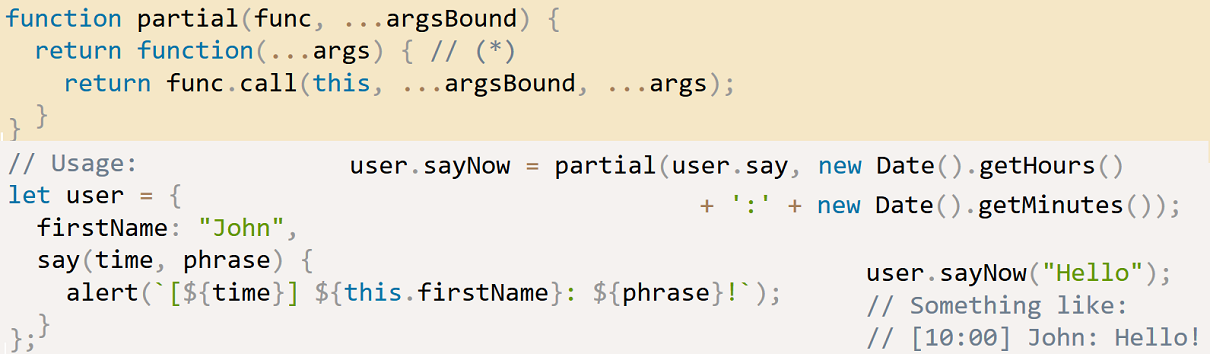 function partial(func, ...argsBound) {
  return function(...args) { // (*)
    return func.call(this, ...argsBound, ...args);
  }
}
// Usage:
let user = {
  firstName: "John",
  say(time, phrase) {
    alert(`[${time}] ${this.firstName}: ${phrase}!`);
  }
};
user.sayNow = partial(user.say, new Date().getHours()
+ ':' + new Date().getMinutes());
user.sayNow("Hello");
// Something like:
// [10:00] John: Hello!